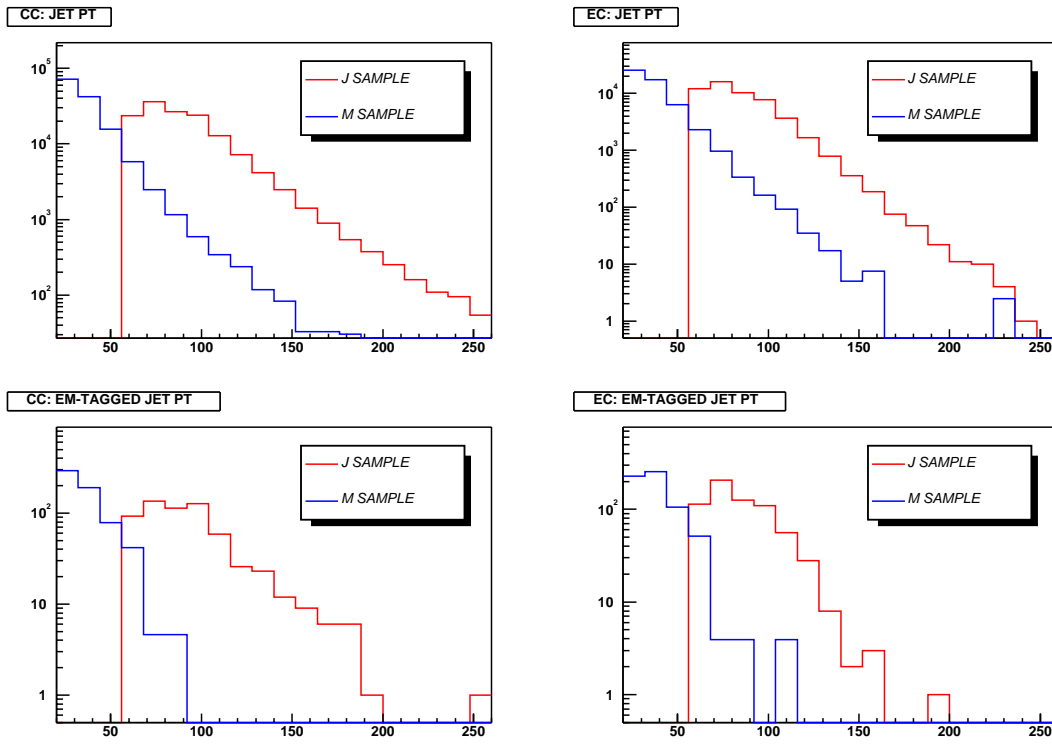 CC: JET PT
J SAMPLE
M SAMPLE
10^5
10^4
10^3
10^2
50 100 150 200 250
EC: JET PT
J SAMPLE
M SAMPLE
10^4
10^3
10^2
10
1
50 100 150 200 250
CC: EM-TAGGED JET PT
J SAMPLE
M SAMPLE
10^2
10
1
50 100 150 200 250
EC: EM-TAGGED JET PT
J SAMPLE
M SAMPLE
10^2
10
1
50 100 150 200 250